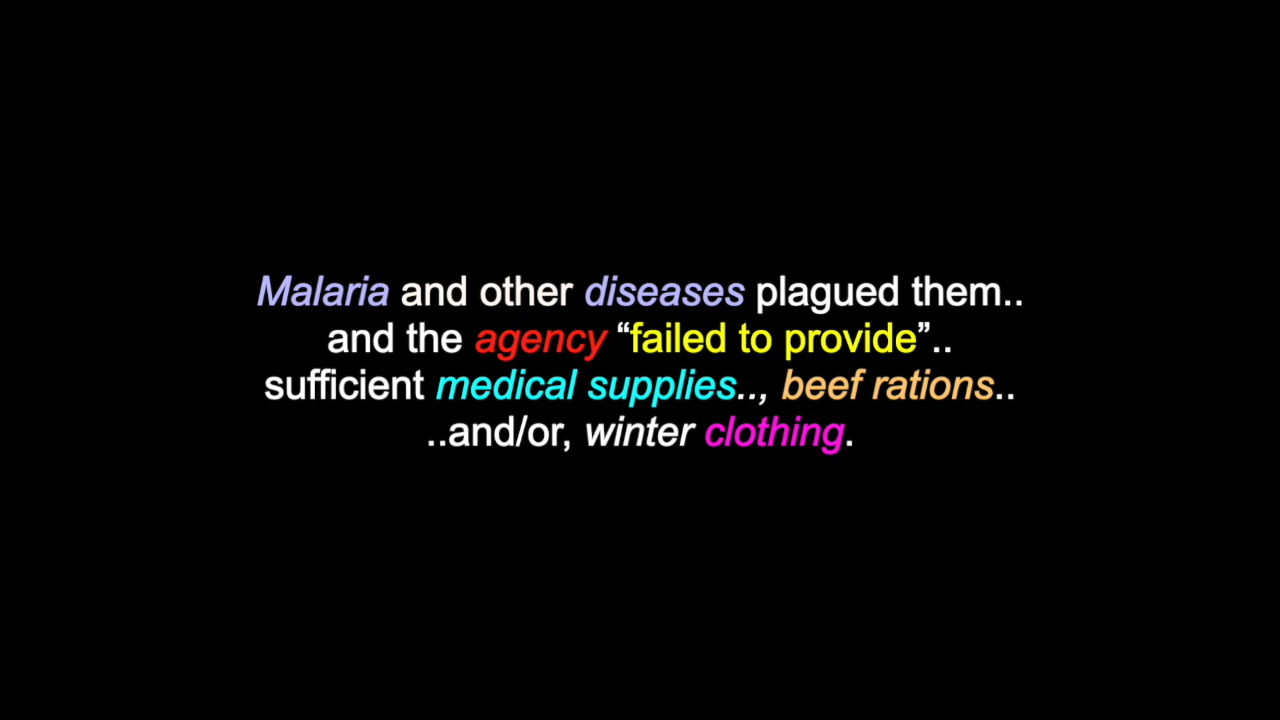 Malaria and other diseases plagued them..
and the agency “failed to provide”..
sufficient medical supplies.., beef rations..
..and/or, winter clothing.